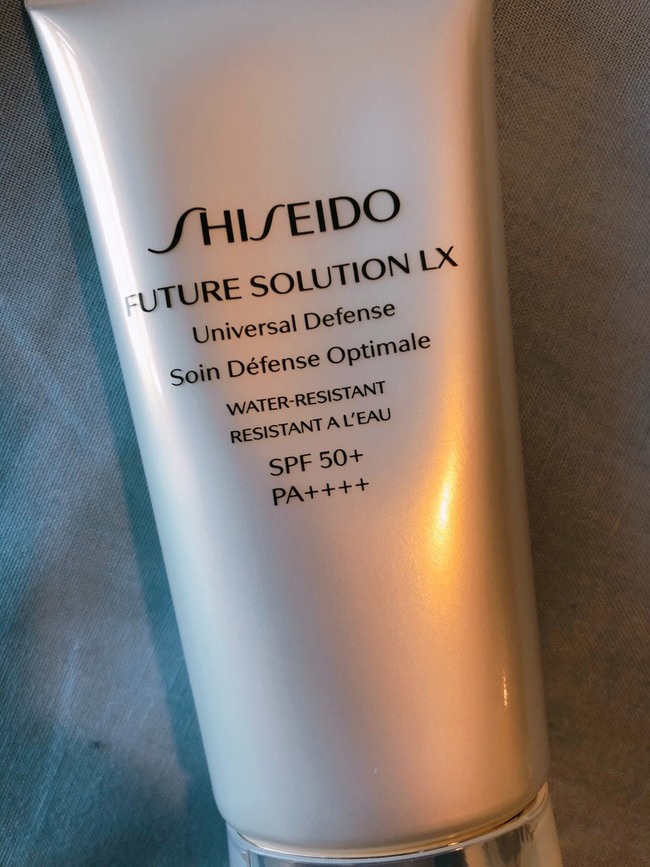 SHISEIDO
FUTURE SOLUTION LX
Universal Defense
Soin Défense Optimale
WATER-RESISTANT
RESISTANT A L'EAU
SPF 50+
PA++++